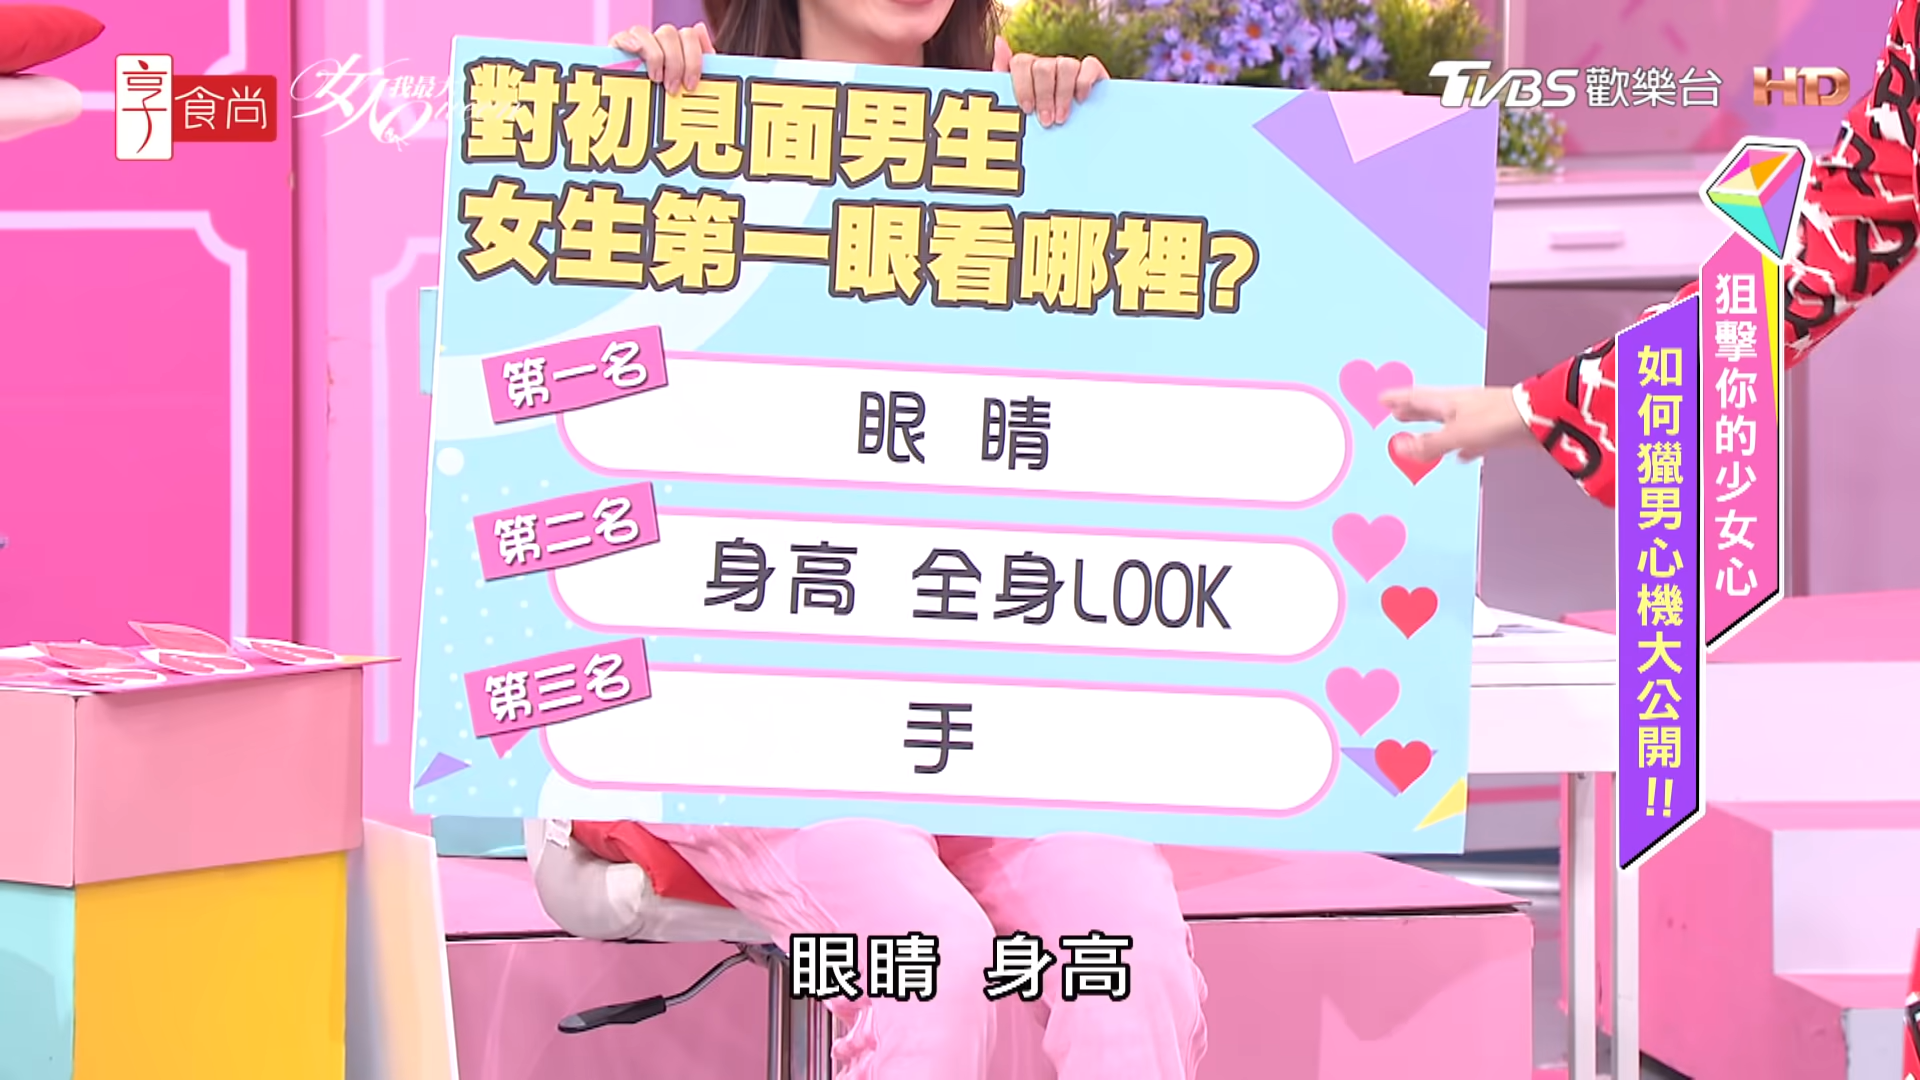 享
食尚
女人我最大
TVBS歡樂台 HD
對初見面男生
女生第一眼看哪裡?
第一名
眼 睛
第二名
身高 全身LOOK
第三名
手
狙擊你的少女心
如何獵男心機大公開!!
眼睛 身高